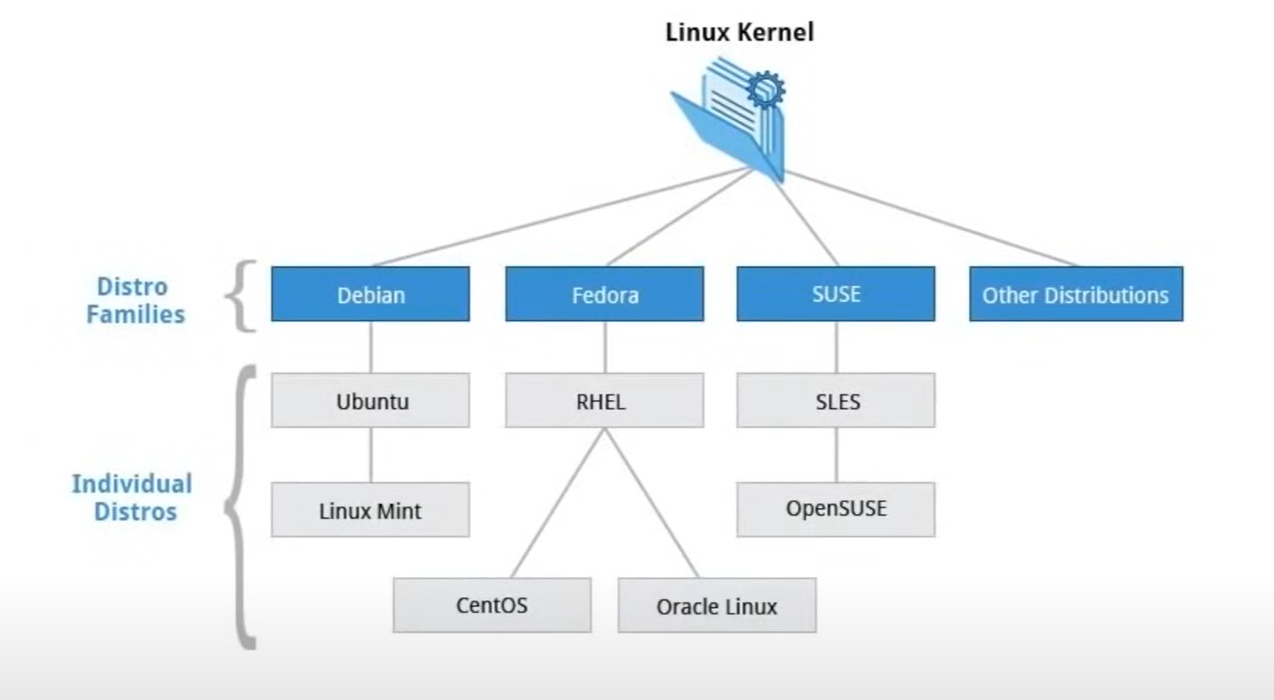 Linux Kernel
Distro
Families
Debian
Fedora
SUSE
Other Distributions
Individual
Distros
Ubuntu
RHEL
SLES
Linux Mint
OpenSUSE
CentOS
Oracle Linux